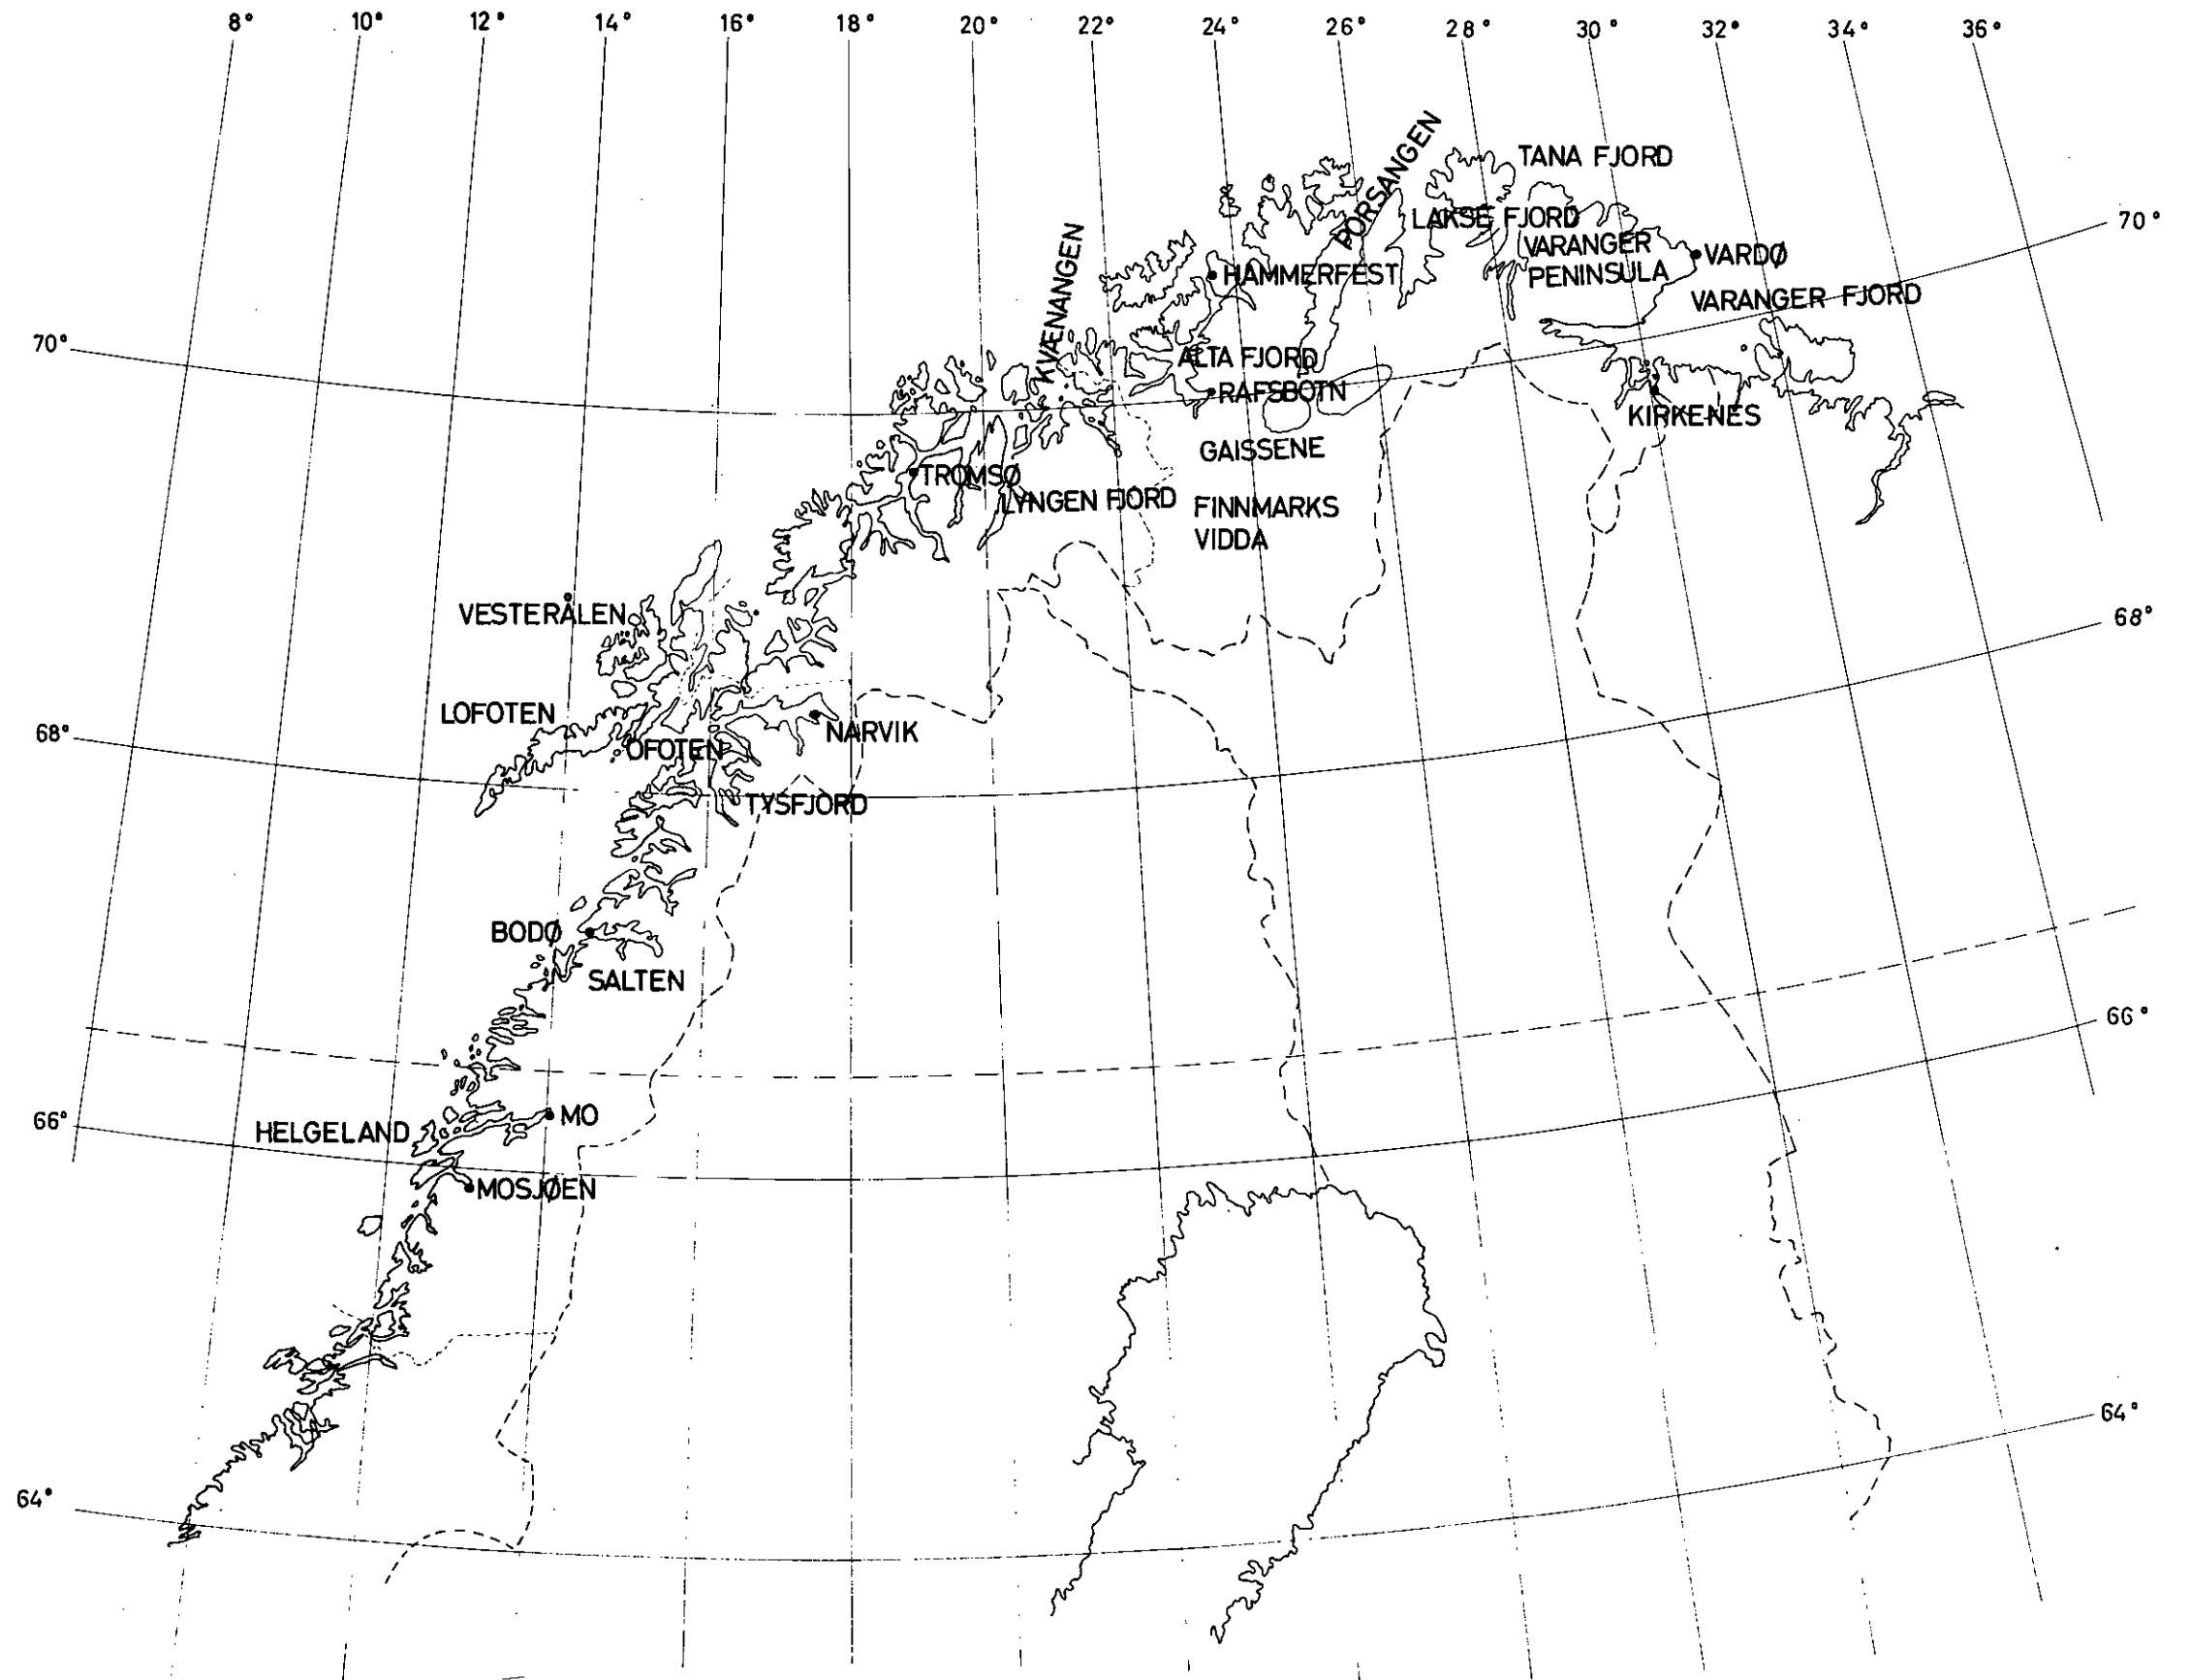 8° 10° 12° 14° 16° 18° 20° 22° 24° 26° 28° 30° 32° 34° 36°
PORSANGEN
TANA FJORD
LAKSE FJORD
70°
KVÆNANGEN
VARANGER
PENINSULA
VARDØ
HAMMERFEST
VARANGER FJORD
70°
ALTA FJORD
RAFSBOTN
KIRKENES
GAISSENE
TROMSØ
LYNGEN FJORD
FINNMARKS
VIDDA
VESTERÅLEN
68°
LOFOTEN
68°
NARVIK
OFOTEN
TYSFJORD
BODØ
SALTEN
66°
66°
MO
HELGELAND
MOSJØEN
64°
64°